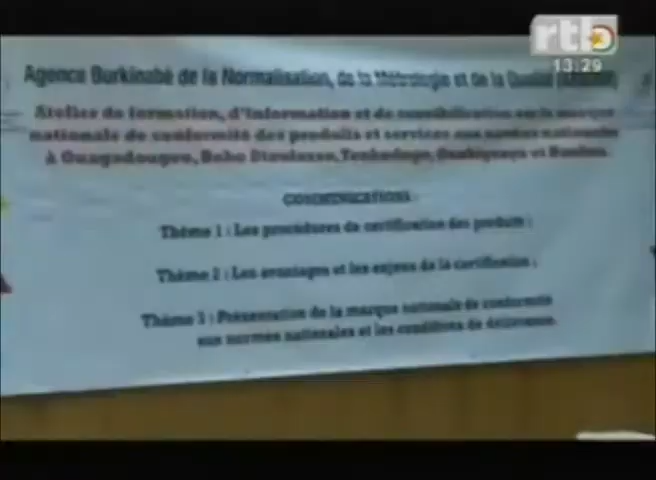 rtb
13:29
Agence Burkinabè de la Normalisation, de la Métrologie et de la Qualité
Atelier de formation, d'information et de sensibilisation sur la marque
nationale de conformité des produits et services aux normes nationales
à Ouagadougou, Bobo Dioulasso, Tenkodogo, et
COMMUNICATIONS
Thème 1 : Les procédures de certification des produits ;
Thème 2 : Les avantages et les enjeux de la certification ;
Thème 3 : Présentation de la marque nationale de conformité
aux normes nationales et les conditions de délivrance.